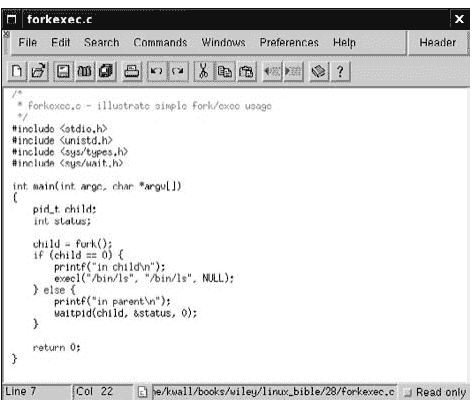 forkexec.c
File Edit Search Commands Windows Preferences Help Header
/*
* forkexec.c - illustrate simple fork/exec usage
*/
#include <stdio.h>
#include <unistd.h>
#include <sys/types.h>
#include <sys/wait.h>
int main(int argc, char *argv[])
{
pid_t child;
int status;
child = fork();
if (child == 0) {
printf("in child\n");
execl("/bin/ls", "/bin/ls", NULL);
} else {
printf("in parent\n");
waitpid(child, &status, 0);
}
return 0;
}
Line 7 Col 22 he/kwall/books/wiley/linux_bible/28/forkexec.c Read only